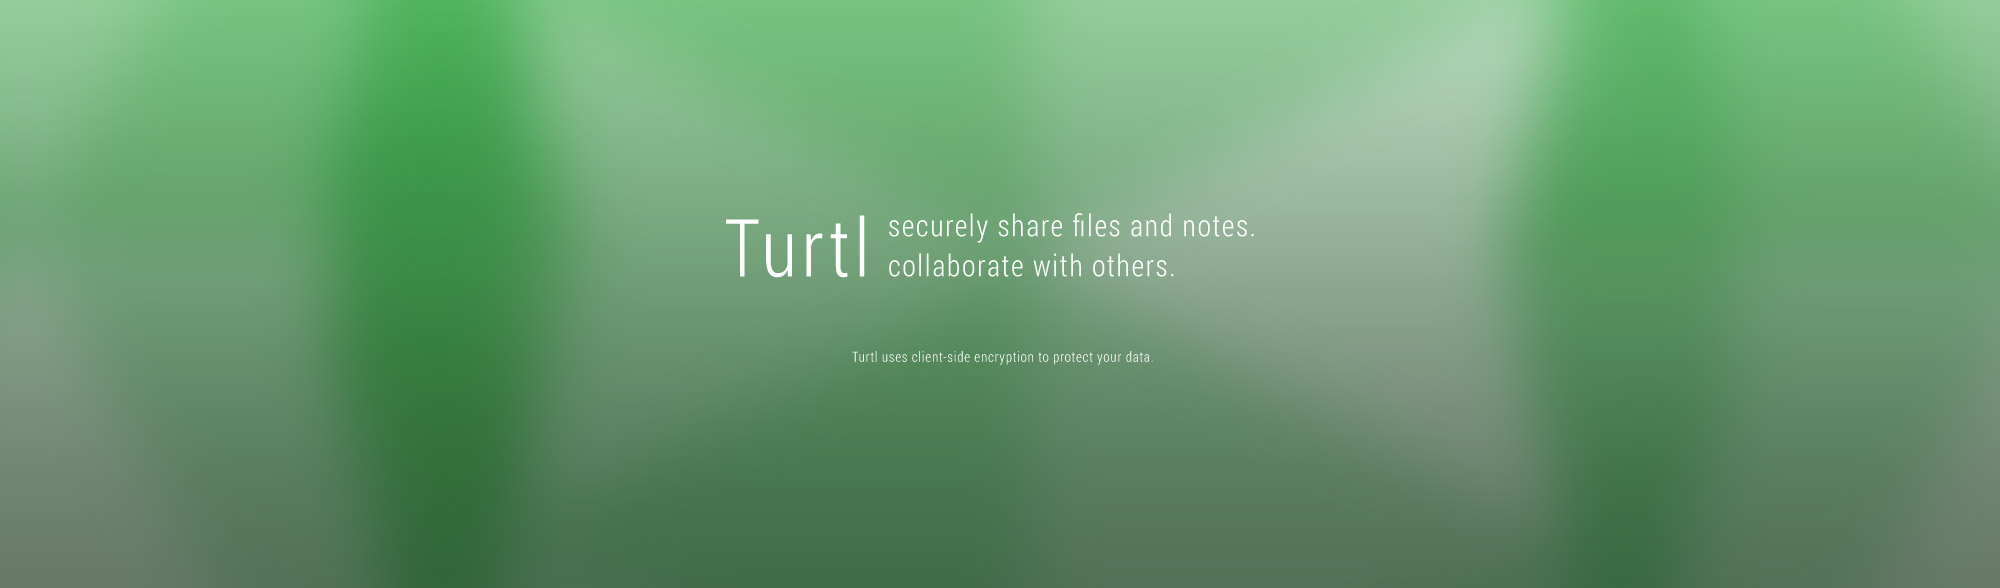 Turtl
securely share files and notes.
collaborate with others.
Turtl uses client-side encryption to protect your data.